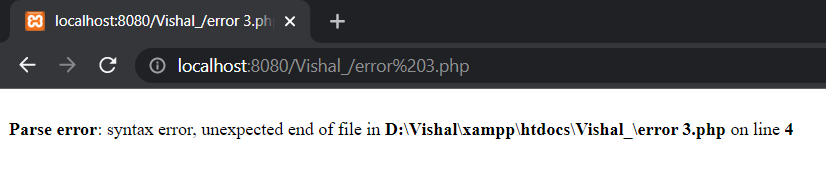 localhost:8080/Vishal_/error 3.ph
localhost:8080/Vishal_/error%203.php
Parse error: syntax error, unexpected end of file in D:\Vishal\xampp\htdocs\Vishal_\error 3.php on line 4